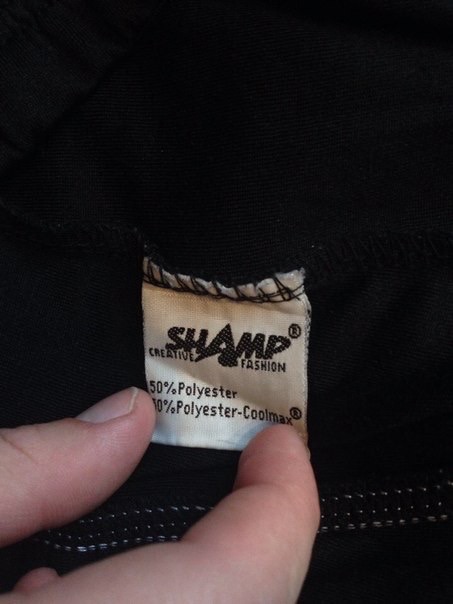 SHAMP®
CREATIVE FASHION
50% Polyester
50% Polyester-Coolmax®